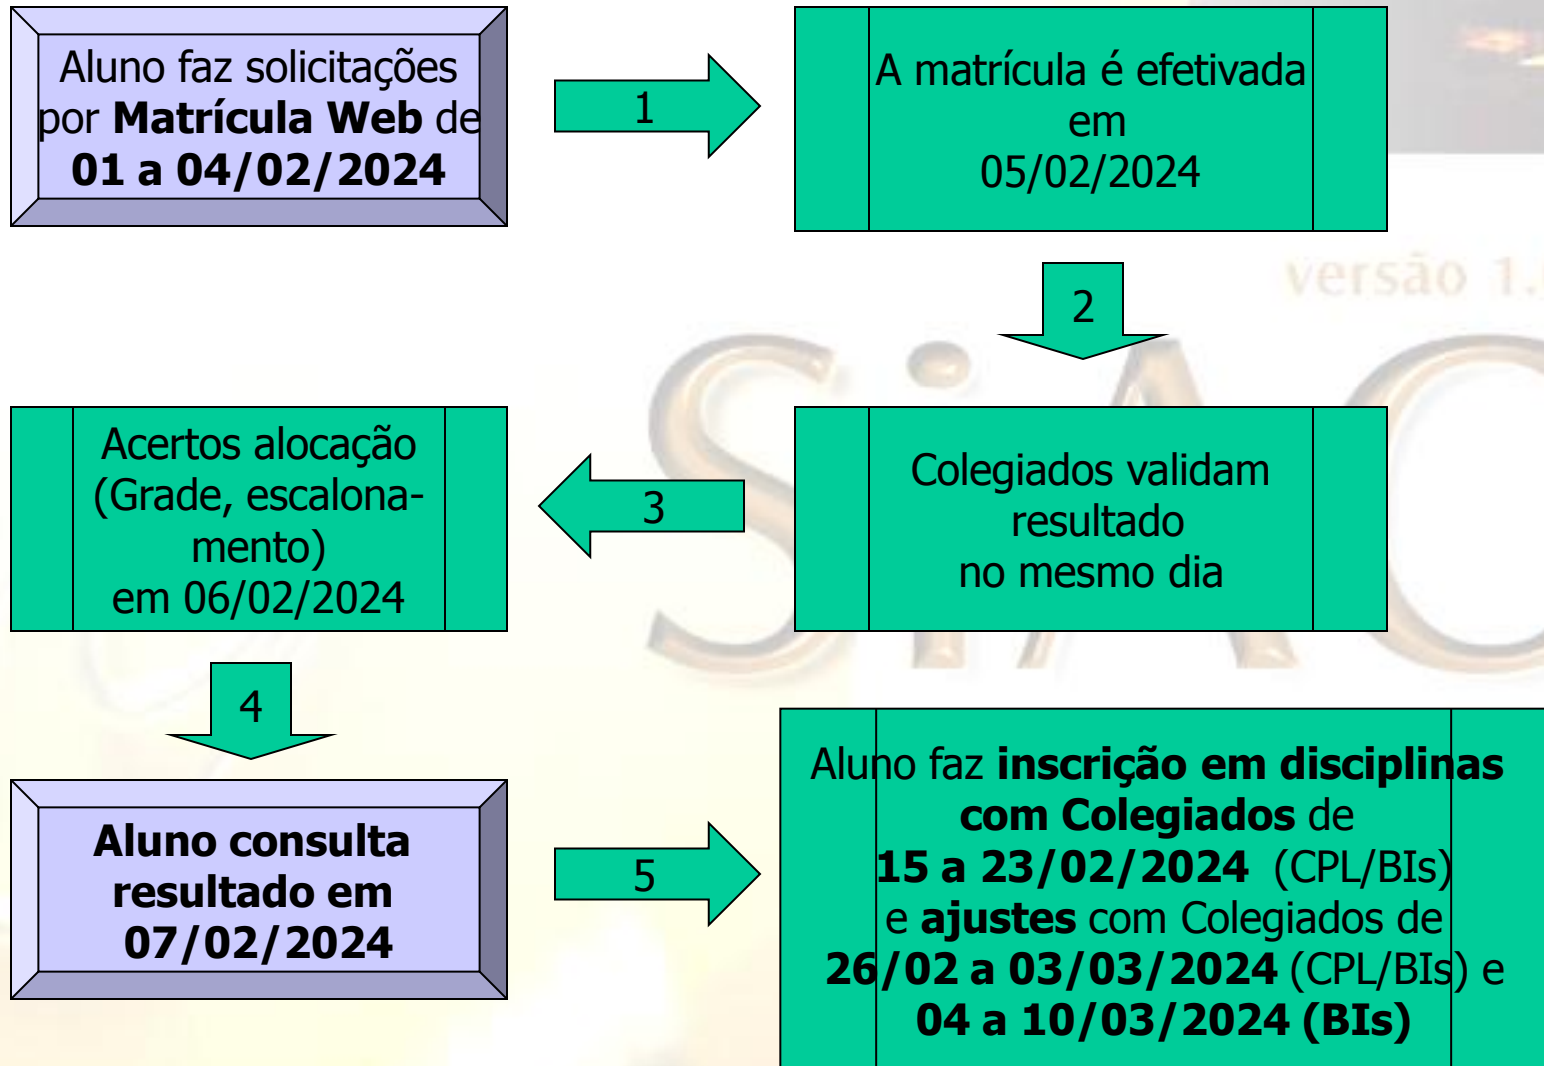 Aluno faz solicitações
por Matrícula Web de
01 a 04/02/2024
1
A matrícula é efetivada
em
05/02/2024
versão 1.
2
SiAC
Colegiados validam
resultado
no mesmo dia
3
Acertos alocação
(Grade, escalona-
mento)
em 06/02/2024
4
Aluno consulta
resultado em
07/02/2024
5
Aluno faz inscrição em disciplinas
com Colegiados de
15 a 23/02/2024 (CPL/BIs)
e ajustes com Colegiados de
26/02 a 03/03/2024 (CPL/BIs) e
04 a 10/03/2024 (BIs)